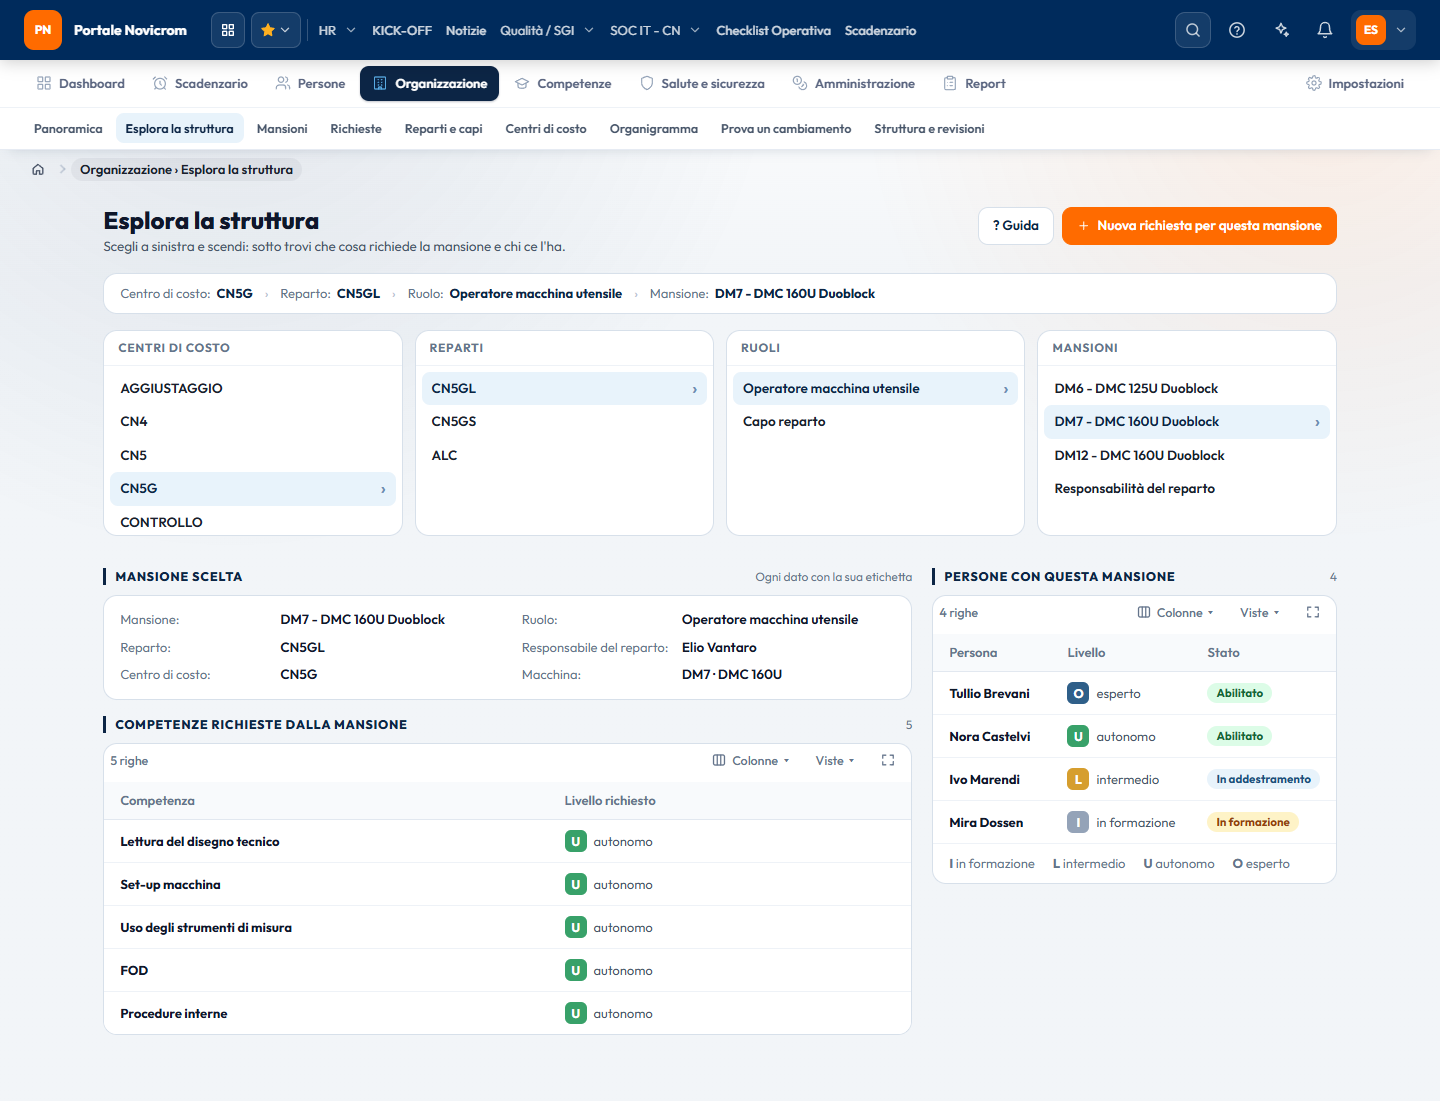 PN Portale Novicrom HR KICK-OFF Notizie Qualità / SGI SOC IT - CN Checklist Operativa Scadenzario ES
Dashboard Scadenzario Persone Organizzazione Competenze Salute e sicurezza Amministrazione Report Impostazioni
Panoramica Esplora la struttura Mansioni Richieste Reparti e capi Centri di costo Organigramma Prova un cambiamento Struttura e revisioni
Organizzazione › Esplora la struttura
Esplora la struttura
Scegli a sinistra e scendi: sotto trovi che cosa richiede la mansione e chi ce l'ha.
? Guida
+ Nuova richiesta per questa mansione
Centro di costo: CN5G › Reparto: CN5GL › Ruolo: Operatore macchina utensile › Mansione: DM7 - DMC 160U Duoblock
CENTRI DI COSTO
AGGIUSTAGGIO
CN4
CN5
CN5G ›
CONTROLLO
REPARTI
CN5GL ›
CN5GS
ALC
RUOLI
Operatore macchina utensile ›
Capo reparto
MANSIONI
DM6 - DMC 125U Duoblock
DM7 - DMC 160U Duoblock ›
DM12 - DMC 160U Duoblock
Responsabilità del reparto
MANSIONE SCELTA Ogni dato con la sua etichetta
Mansione: DM7 - DMC 160U Duoblock Ruolo: Operatore macchina utensile
Reparto: CN5GL Responsabile del reparto: Elio Vantaro
Centro di costo: CN5G Macchina: DM7 · DMC 160U
COMPETENZE RICHIESTE DALLA MANSIONE 5
5 righe Colonne Viste
Competenza Livello richiesto
Lettura del disegno tecnico U autonomo
Set-up macchina U autonomo
Uso degli strumenti di misura U autonomo
FOD U autonomo
Procedure interne U autonomo
PERSONE CON QUESTA MANSIONE 4
4 righe Colonne Viste
Persona Livello Stato
Tullio Brevani O esperto Abilitato
Nora Castelvi U autonomo Abilitato
Ivo Marendi L intermedio In addestramento
Mira Dossen I in formazione In formazione
I in formazione L intermedio U autonomo O esperto